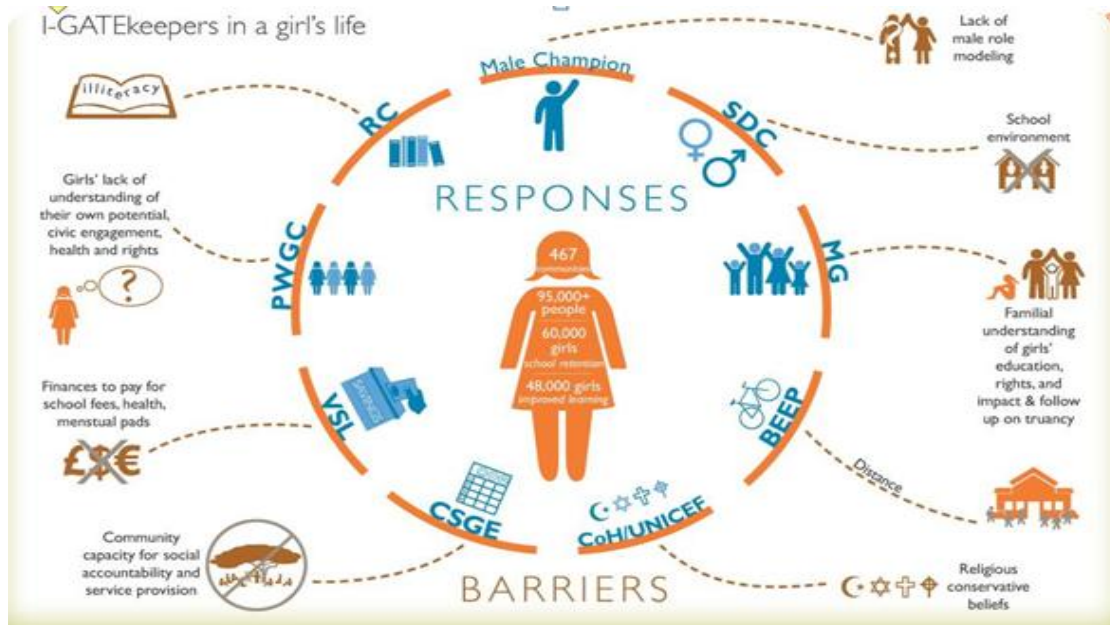 I-GATEkeepers in a girl's life
illiteracy
RC
Male Champion
SDC
Lack of
male role
modeling
School
environment
RESPONSES
Girls' lack of
understanding of
their own potential,
civic engagement,
health and rights
?
PWGC
MG
467
communities
95,000+
people
60,000
girls
school retention
48,000 girls
improved learning
Familial
understanding
of girls'
education,
rights, and
impact & follow
up on truancy
Finances to pay for
school fees, health,
menstual pads
£$€
VSL
SAVINGS
BEEP
Distance
CSGE
CoH/UNICEF
Community
capacity for social
accountability and
service provision
BARRIERS
Religious
conservative
beliefs